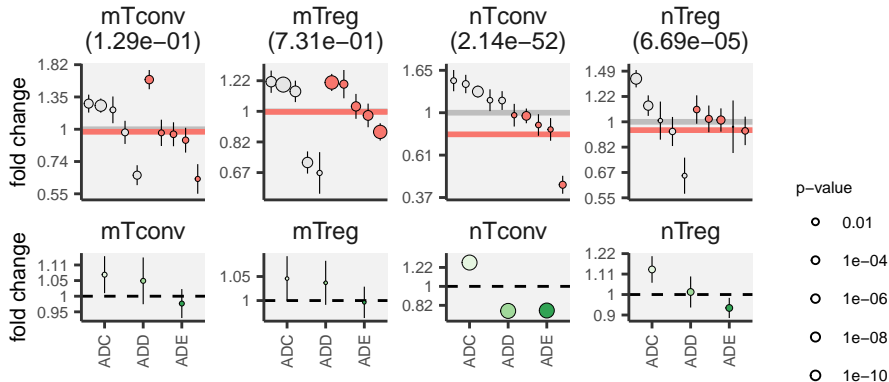 mTconv
(1.29e−01)
mTreg
(7.31e−01)
nTconv
(2.14e−52)
nTreg
(6.69e−05)
fold change
1.82
1.35
1
0.74
0.55
1.22
1
0.82
0.67
1.65
1
0.61
0.37
1.49
1.22
1
0.82
0.67
0.55
mTconv
mTreg
nTconv
nTreg
fold change
1.11
1.05
1
0.95
1.05
1
1.22
1
0.82
1.22
1.11
1
0.9
ADC
ADD
ADE
ADC
ADD
ADE
ADC
ADD
ADE
ADC
ADD
ADE
p−value
0.01
1e−04
1e−06
1e−08
1e−10